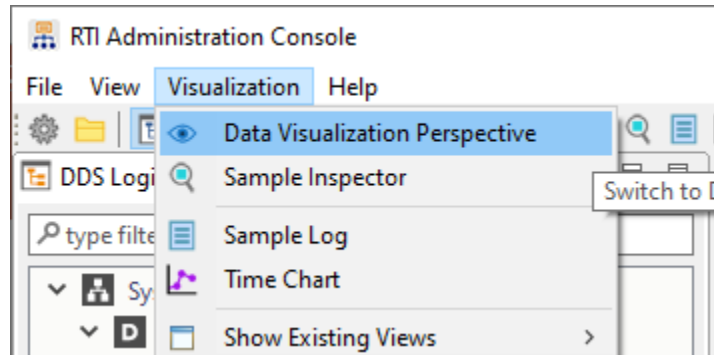 RTI Administration Console
File View Visualization Help
Data Visualization Perspective
DDS Logi
Sample Inspector
Switch to D
type filte
Sample Log
Sy
Time Chart
D
Show Existing Views